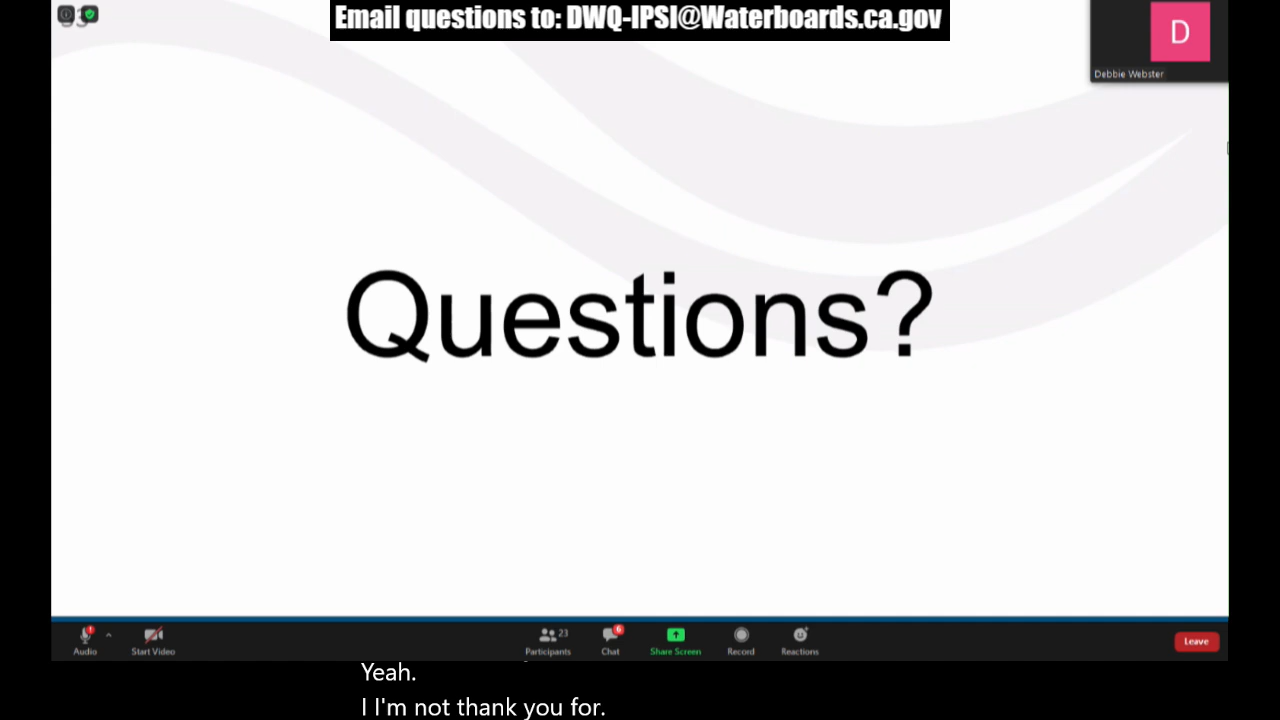 Email questions to: DWQ-IPSI@Waterboards.ca.gov
D
Debbie Webster
Questions?
Audio
Start Video
23
Participants
6
Chat
Share Screen
Record
Reactions
Leave
Yeah.
I I'm not thank you for.